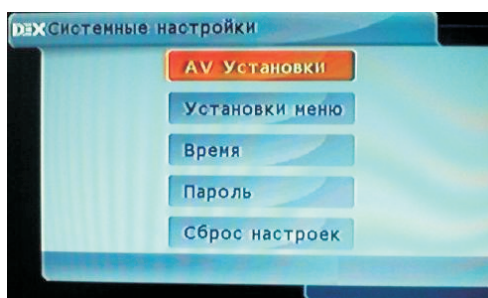 DEX Системные настройки
AV Установки
Установки меню
Время
Пароль
Сброс настроек